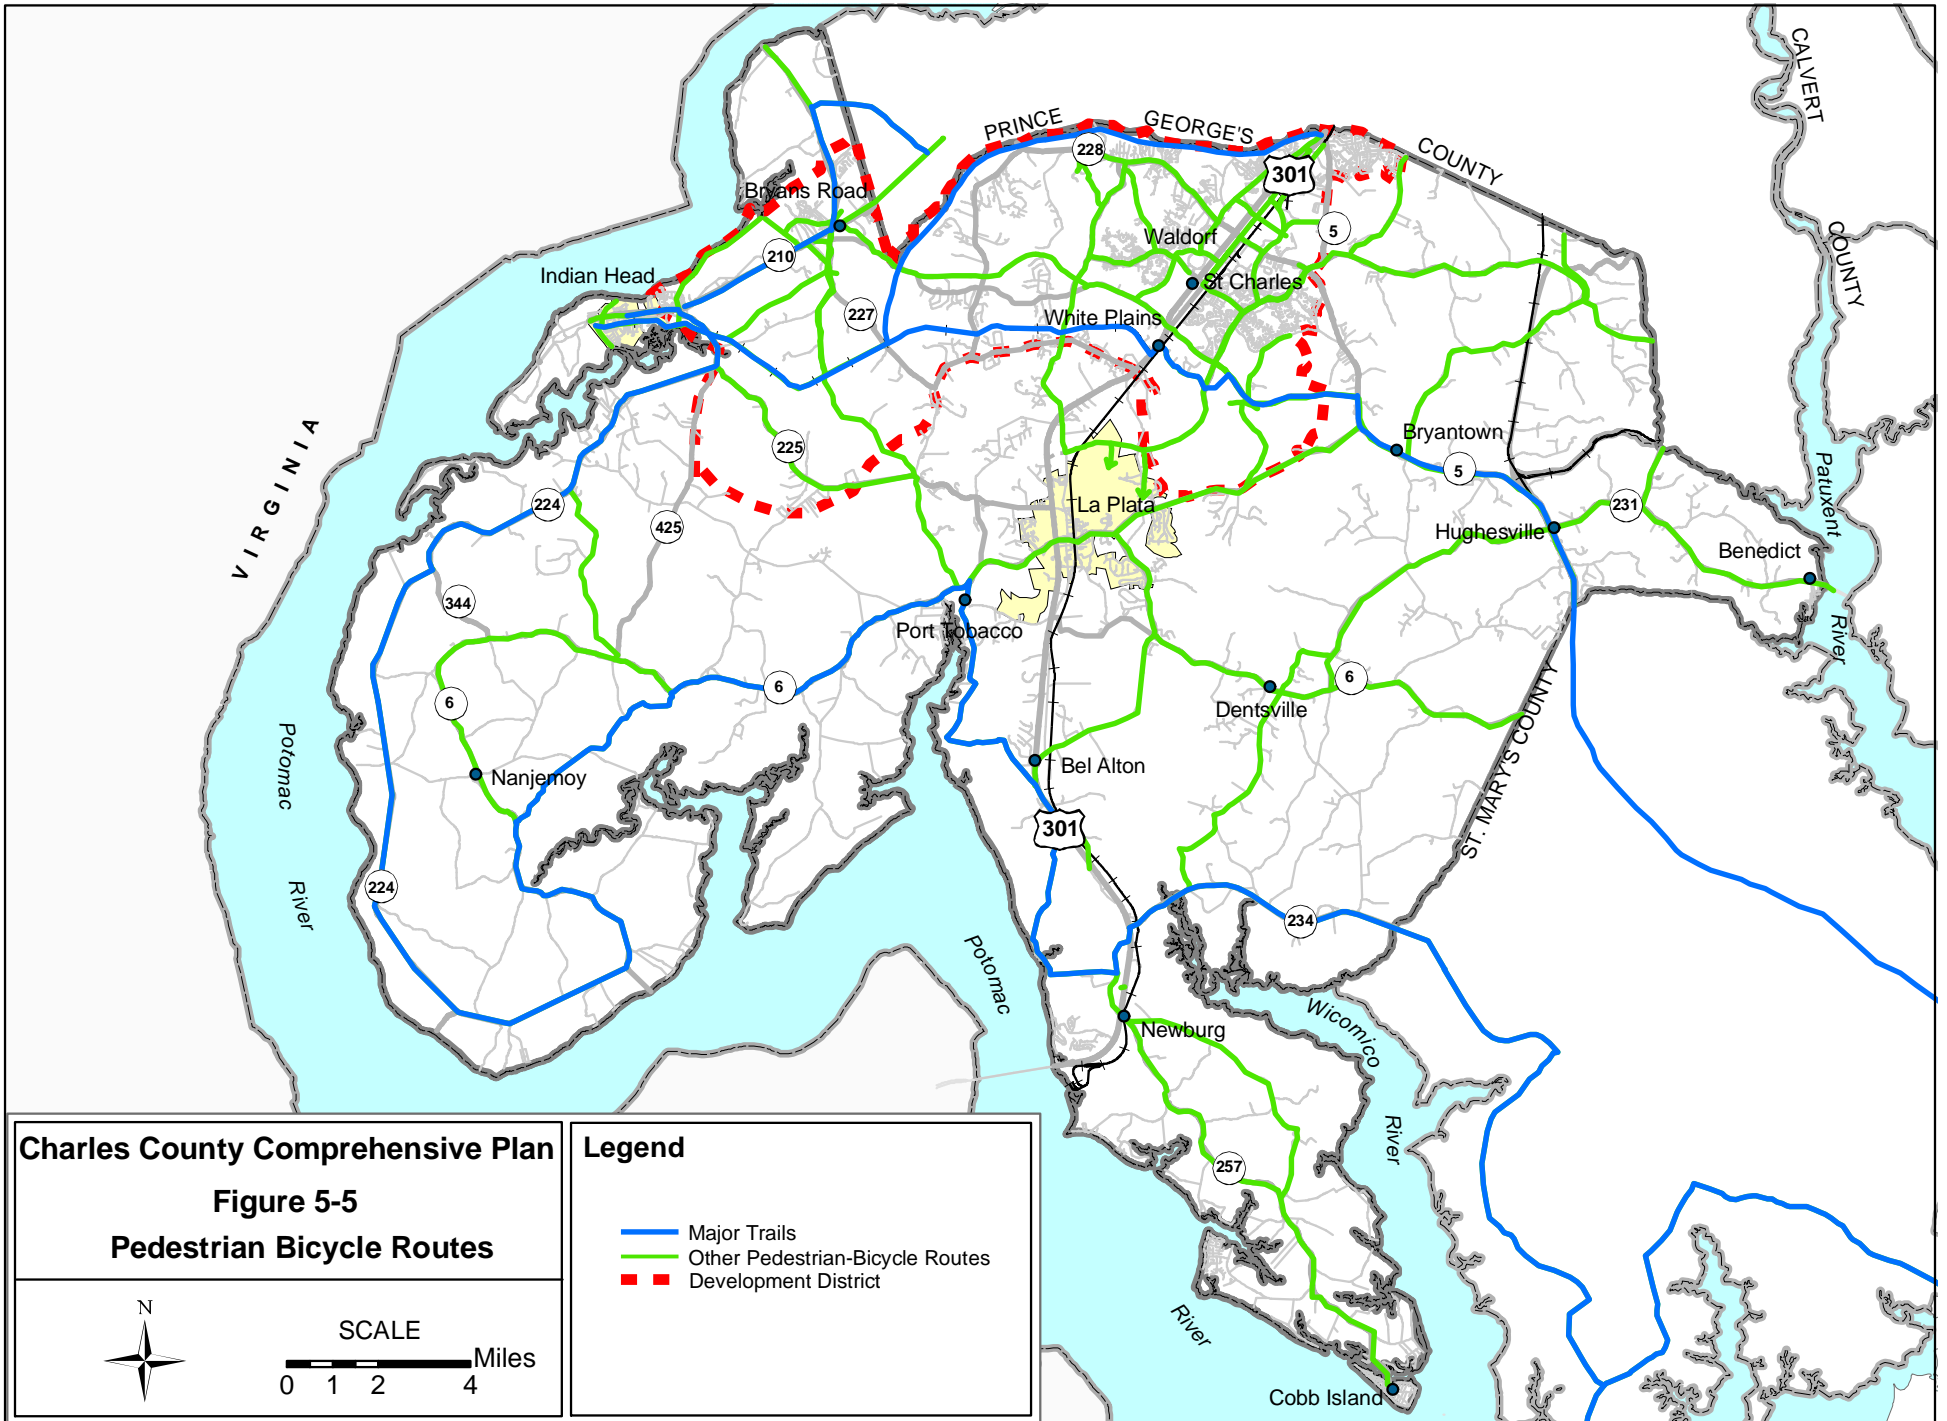 CALVERT
COUNTY
PRINCE
GEORGE'S
COUNTY
228
301
Bryans Road
5
Waldorf
210
Indian Head
St Charles
227
White Plains
VIRGINIA
225
Bryantown
5
La Plata
224
425
231
Patuxent
River
Hughesville
Benedict
344
Port Tobacco
6
6
6
Dentsville
ST. MARY'S COUNTY
Potomac
River
Nanjemoy
Bel Alton
301
224
234
Potomac
River
Wicomico
River
Newburg
257
Cobb Island
Charles County Comprehensive Plan
Figure 5-5
Pedestrian Bicycle Routes
N
SCALE
Miles
0 1 2 4
Legend
Major Trails
Other Pedestrian-Bicycle Routes
Development District